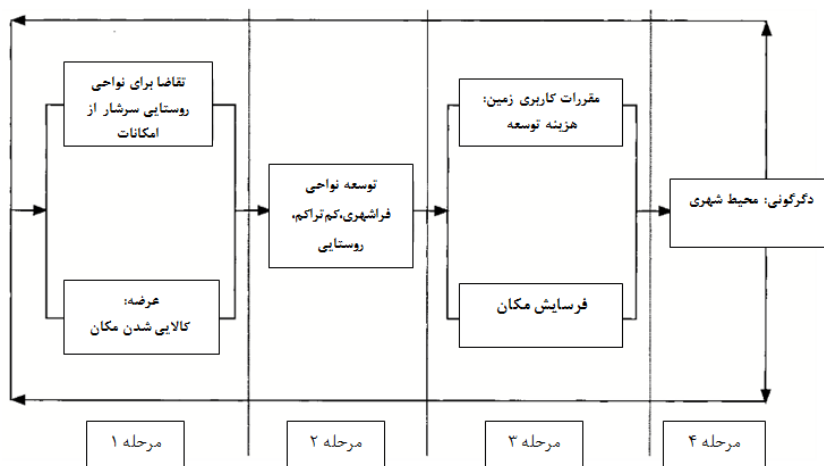 تقاضا برای نواحی
روستایی سرشار از
امکانات
عرضه:
کالایی شدن مکان
توسعه نواحی
فراشهری،کم‌تراکم،
روستایی
مقررات کاربری زمین:
هزینه توسعه
فرسایش مکان
دگرگونی: محیط شهری
مرحله ۱
مرحله ۲
مرحله ۳
مرحله ۴